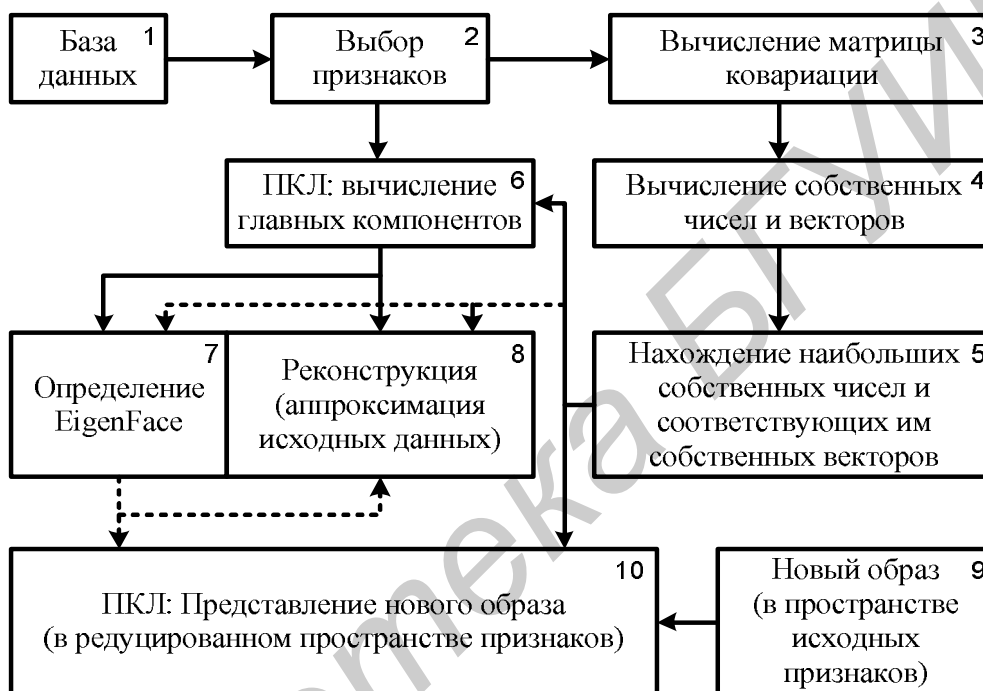 База 1
данных
Выбор 2
признаков
Вычисление матрицы 3
ковариации
ПКЛ: вычисление 6
главных компонентов
Вычисление собственных 4
чисел и векторов
7
Определение
EigenFace
8
Реконструкция
(аппроксимация
исходных данных)
Нахождение наибольших 5
собственных чисел и
соответствующих им
собственных векторов
10
ПКЛ: Представление нового образа
(в редуцированном пространстве признаков)
Новый образ 9
(в пространстве
исходных
признаков)